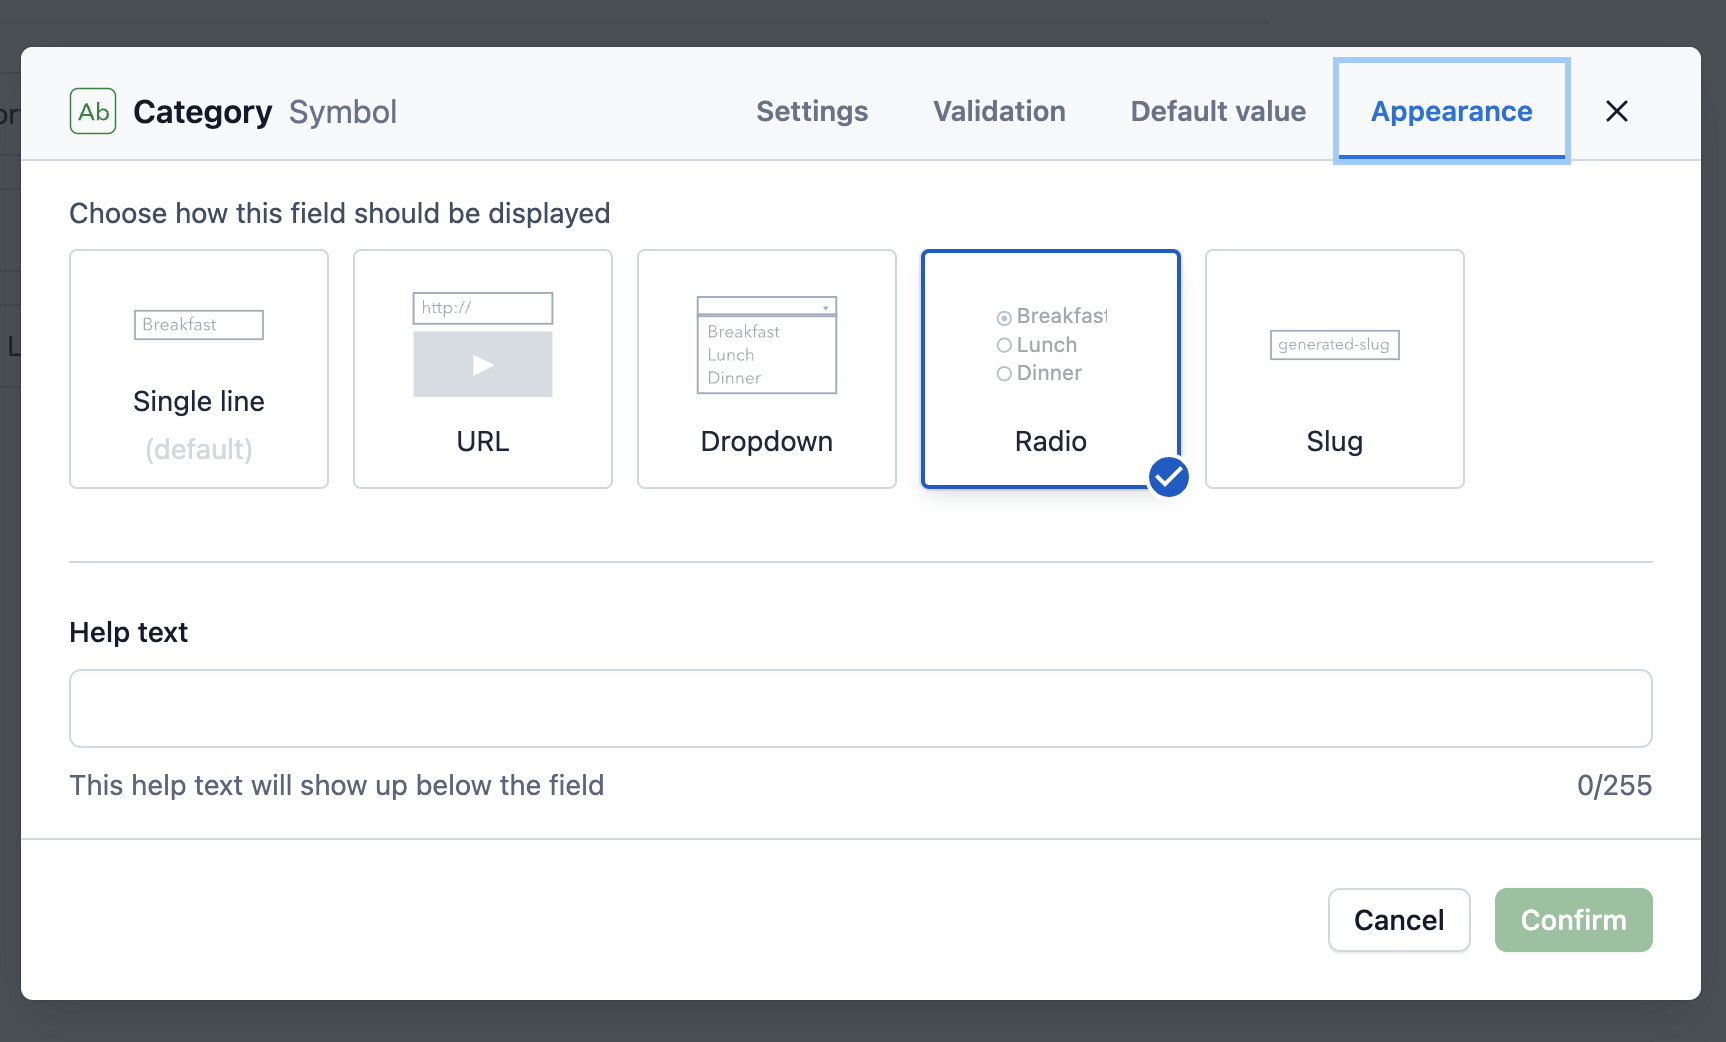 Ab Category Symbol Settings Validation Default value Appearance
Choose how this field should be displayed
Breakfast
Single line
(default)
http://
URL
Breakfast
Lunch
Dinner
Dropdown
Breakfast
Lunch
Dinner
Radio
generated-slug
Slug
Help text
This help text will show up below the field 0/255
Cancel Confirm